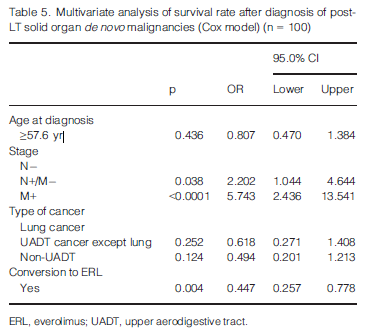 Table 5. Multivariate analysis of survival rate after diagnosis of post-
LT solid organ de novo malignancies (Cox model) (n = 100)
95.0% CI
p OR Lower Upper
Age at diagnosis
≥57.6 yr 0.436 0.807 0.470 1.384
Stage
N−
N+/M− 0.038 2.202 1.044 4.644
M+ <0.0001 5.743 2.436 13.541
Type of cancer
Lung cancer
UADT cancer except lung 0.252 0.618 0.271 1.408
Non-UADT 0.124 0.494 0.201 1.213
Conversion to ERL
Yes 0.004 0.447 0.257 0.778
ERL, everolimus; UADT, upper aerodigestive tract.